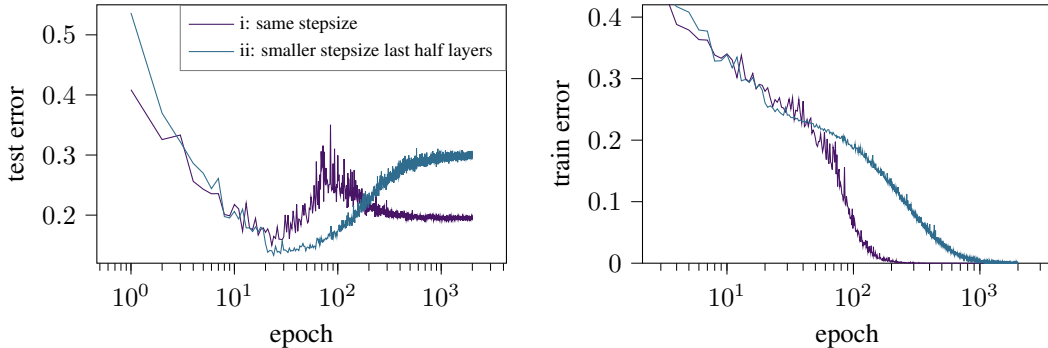 i: same stepsize
ii: smaller stepsize last half layers
test error
0.5
0.4
0.3
0.2
10^0
10^1
10^2
10^3
epoch
train error
0.4
0.3
0.2
0.1
0
10^1
10^2
10^3
epoch